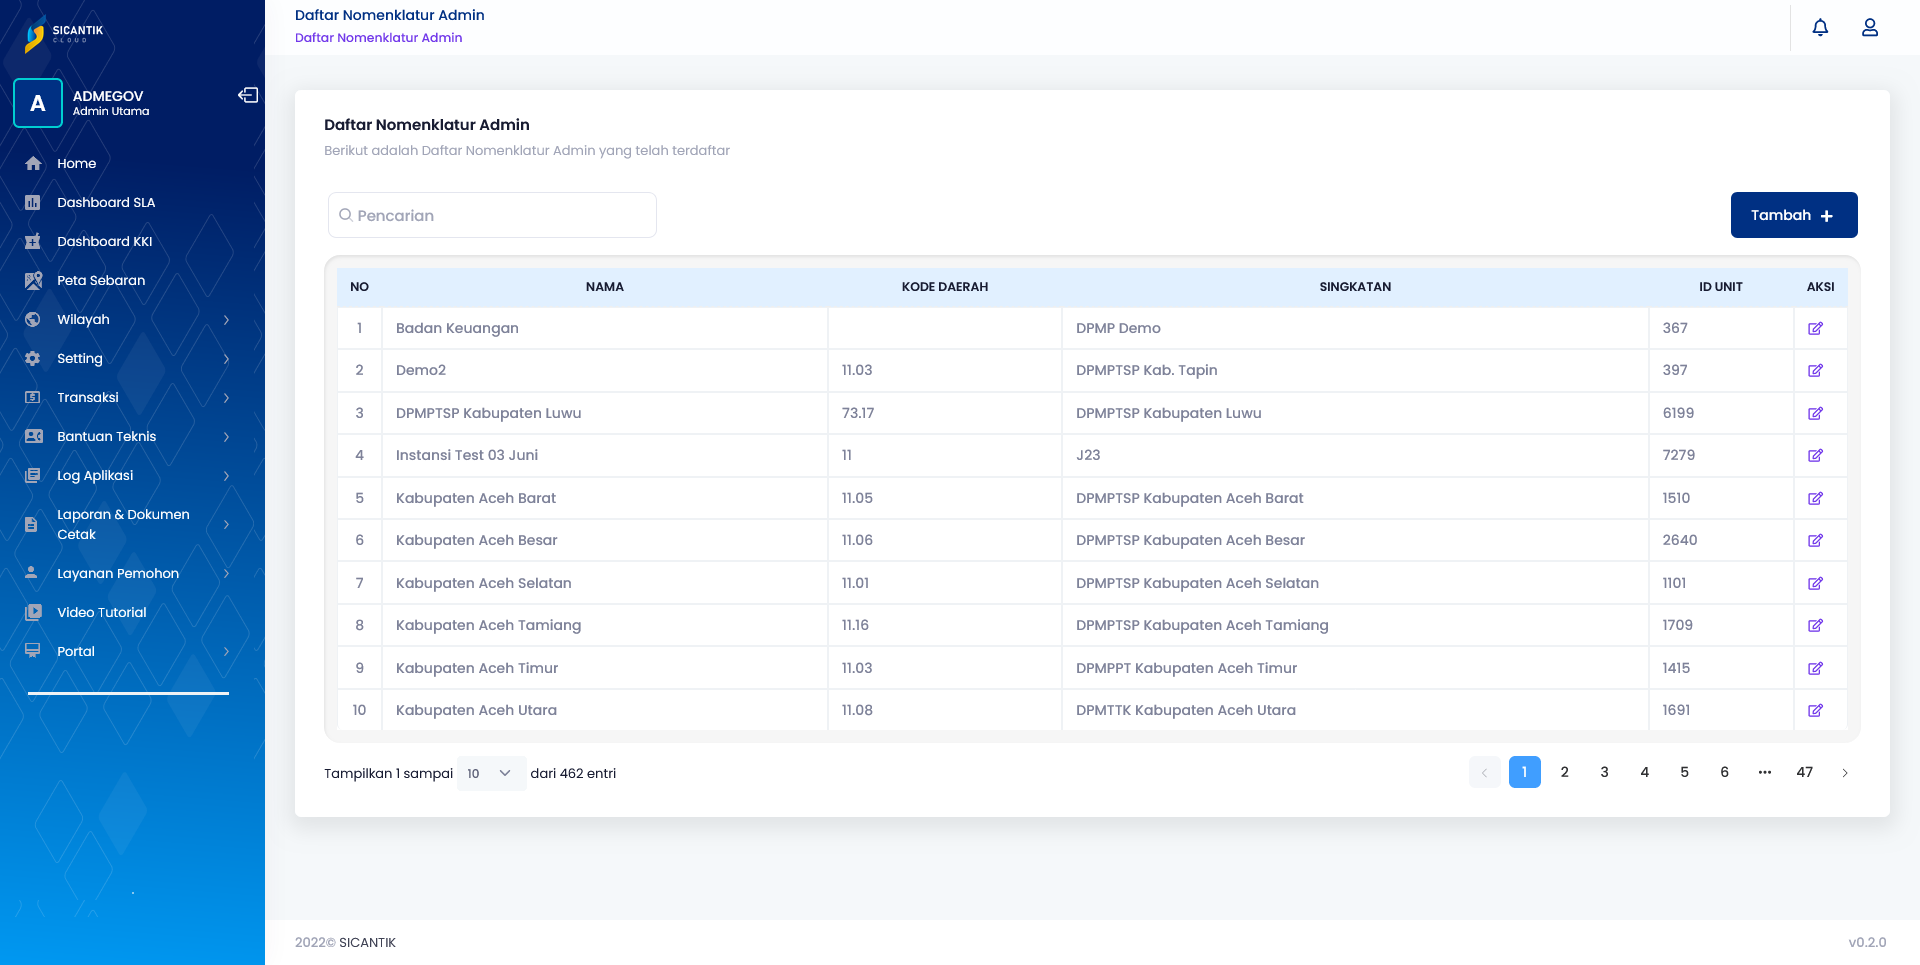 SICANTIK
CLOUD
A
ADMEGOV
Admin Utama
Home
Dashboard SLA
Dashboard KKI
Peta Sebaran
Wilayah
Setting
Transaksi
Bantuan Teknis
Log Aplikasi
Laporan & Dokumen
Cetak
Layanan Pemohon
Video Tutorial
Portal
Daftar Nomenklatur Admin
Daftar Nomenklatur Admin
Daftar Nomenklatur Admin
Berikut adalah Daftar Nomenklatur Admin yang telah terdaftar
Pencarian
Tambah +
NO NAMA KODE DAERAH SINGKATAN ID UNIT AKSI
1 Badan Keuangan DPMP Demo 367
2 Demo2 11.03 DPMPTSP Kab. Tapin 397
3 DPMPTSP Kabupaten Luwu 73.17 DPMPTSP Kabupaten Luwu 6199
4 Instansi Test 03 Juni 11 J23 7279
5 Kabupaten Aceh Barat 11.05 DPMPTSP Kabupaten Aceh Barat 1510
6 Kabupaten Aceh Besar 11.06 DPMPTSP Kabupaten Aceh Besar 2640
7 Kabupaten Aceh Selatan 11.01 DPMPTSP Kabupaten Aceh Selatan 1101
8 Kabupaten Aceh Tamiang 11.16 DPMPTSP Kabupaten Aceh Tamiang 1709
9 Kabupaten Aceh Timur 11.03 DPMPPT Kabupaten Aceh Timur 1415
10 Kabupaten Aceh Utara 11.08 DPMTTK Kabupaten Aceh Utara 1691
Tampilkan 1 sampai 10 dari 462 entri
1 2 3 4 5 6 ••• 47
2022© SICANTIK
v0.2.0